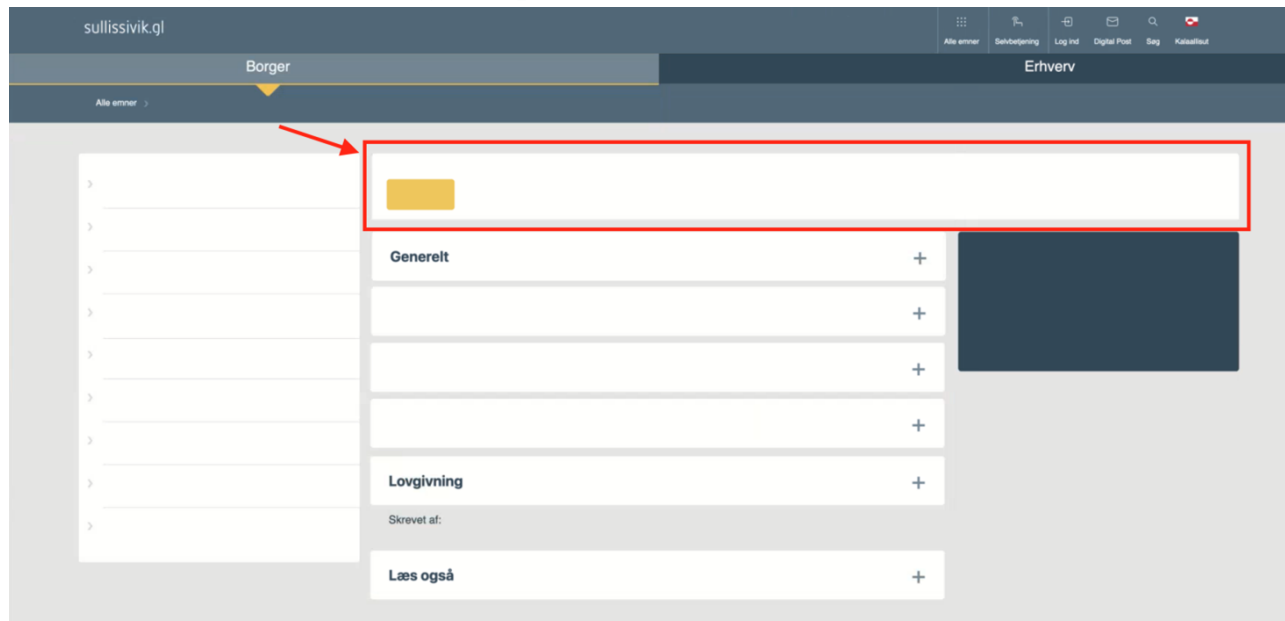 sullissivik.gl
Alle emner
Selvbetjening
Log ind
Digital Post
Søg
Kalaallisut
Borger
Erhverv
Alle emner
Generelt
Lovgivning
Skrevet af:
Læs også